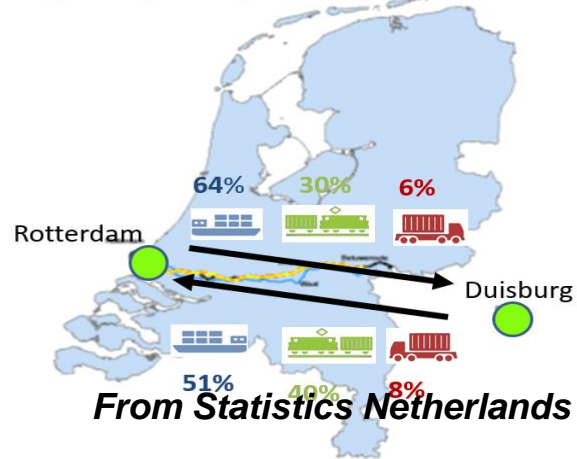 64% 30% 6%
Rotterdam
Duisburg
51% 40% 8%
From Statistics Netherlands